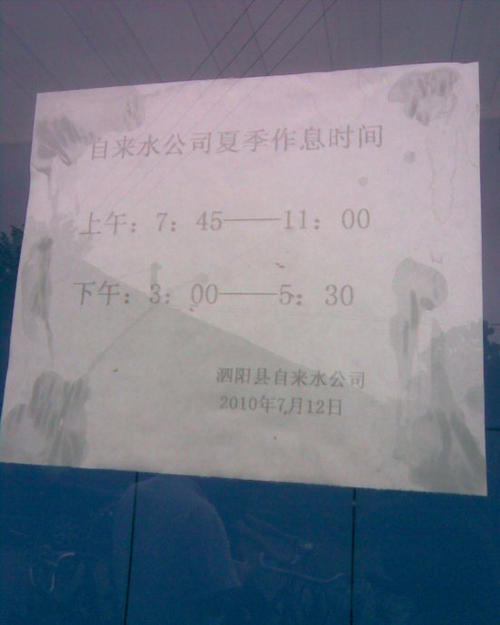 自来水公司夏季作息时间
上午：7：45——11：00
下午：3：00——5：30
泗阳县自来水公司
2010年7月12日